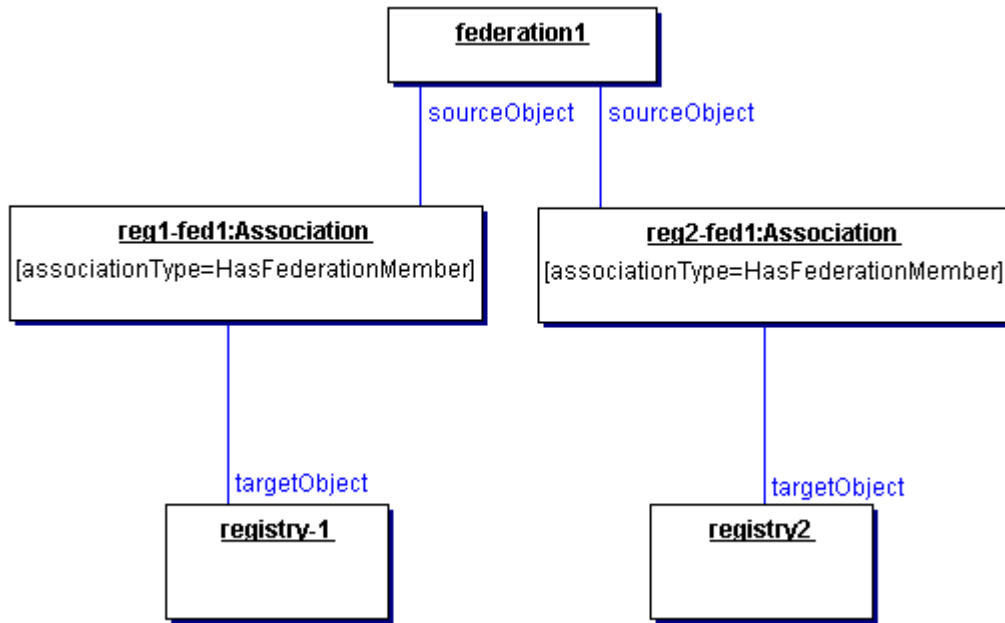 federation1
sourceObject
sourceObject
reg1-fed1:Association
[associationType=HasFederationMember]
reg2-fed1:Association
[associationType=HasFederationMember]
targetObject
targetObject
registry-1
registry2